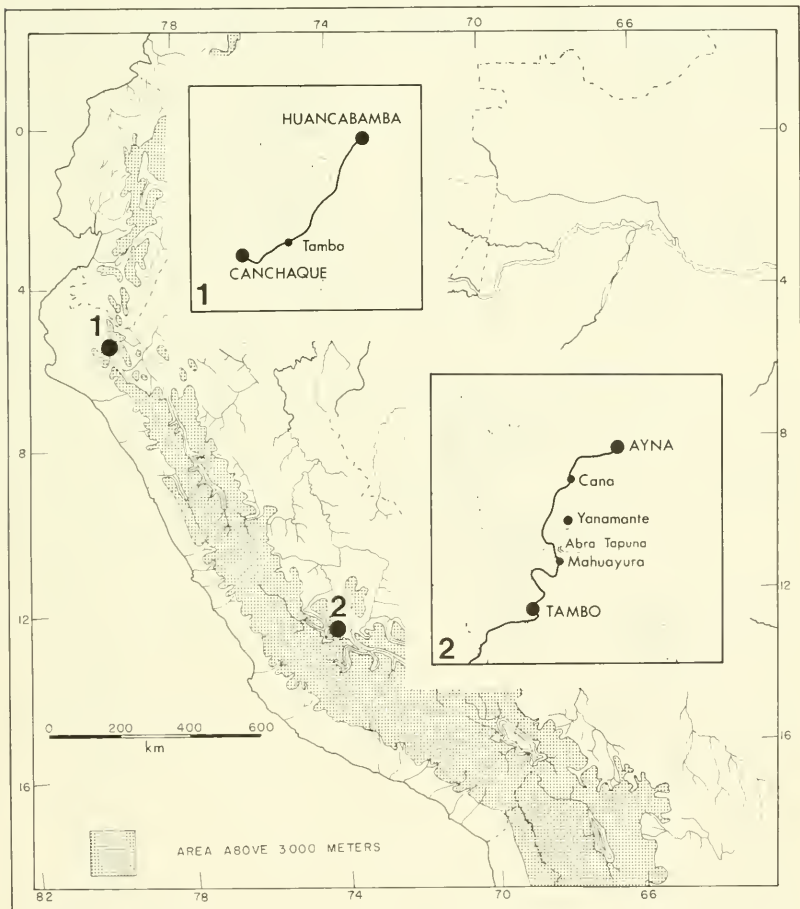 78
74
70
66
0
4
8
12
16
0
4
8
12
16
HUANCABAMBA
Tambo
CANCHAQUE
1
1
AYNA
Cana
Yanamante
Abra Tapuna
Mahuayura
TAMBO
2
2
0 200 400 600
km
AREA ABOVE 3000 METERS
82
78
74
70
66